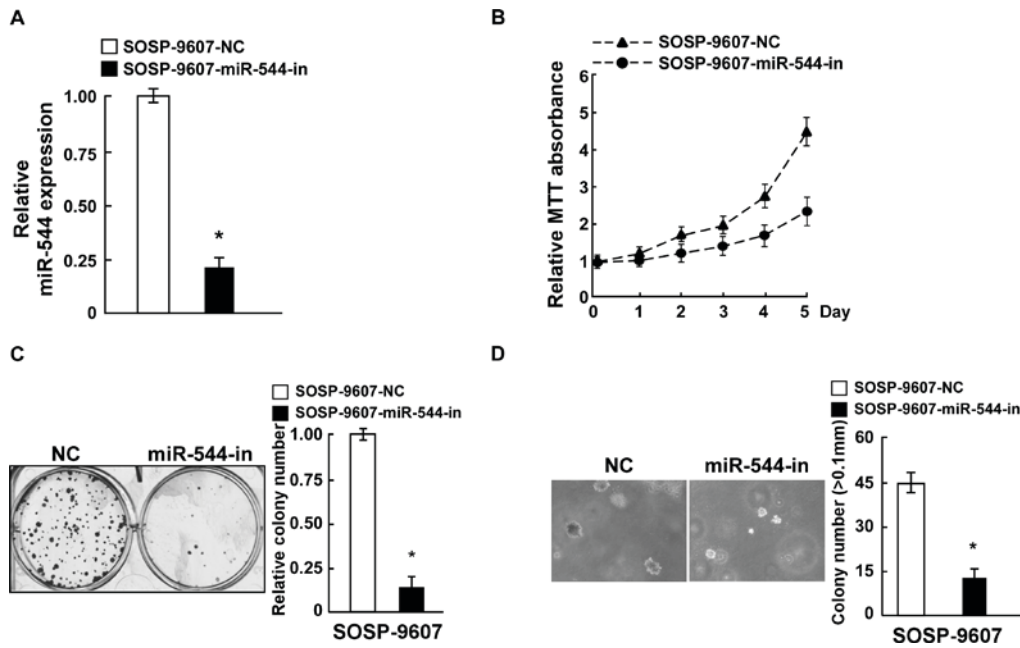 A
SOSP-9607-NC
SOSP-9607-miR-544-in
Relative
miR-544 expression
1.00
0.75
0.50
0.25
0
*
B
SOSP-9607-NC
SOSP-9607-miR-544-in
Relative MTT absorbance
6
5
4
3
2
1
0
0 1 2 3 4 5 Day
C
NC miR-544-in
SOSP-9607-NC
SOSP-9607-miR-544-in
Relative colony number
1.00
0.75
0.50
0.25
0
*
SOSP-9607
D
NC miR-544-in
SOSP-9607-NC
SOSP-9607-miR-544-in
Colony number (>0.1mm)
60
45
30
15
0
*
SOSP-9607